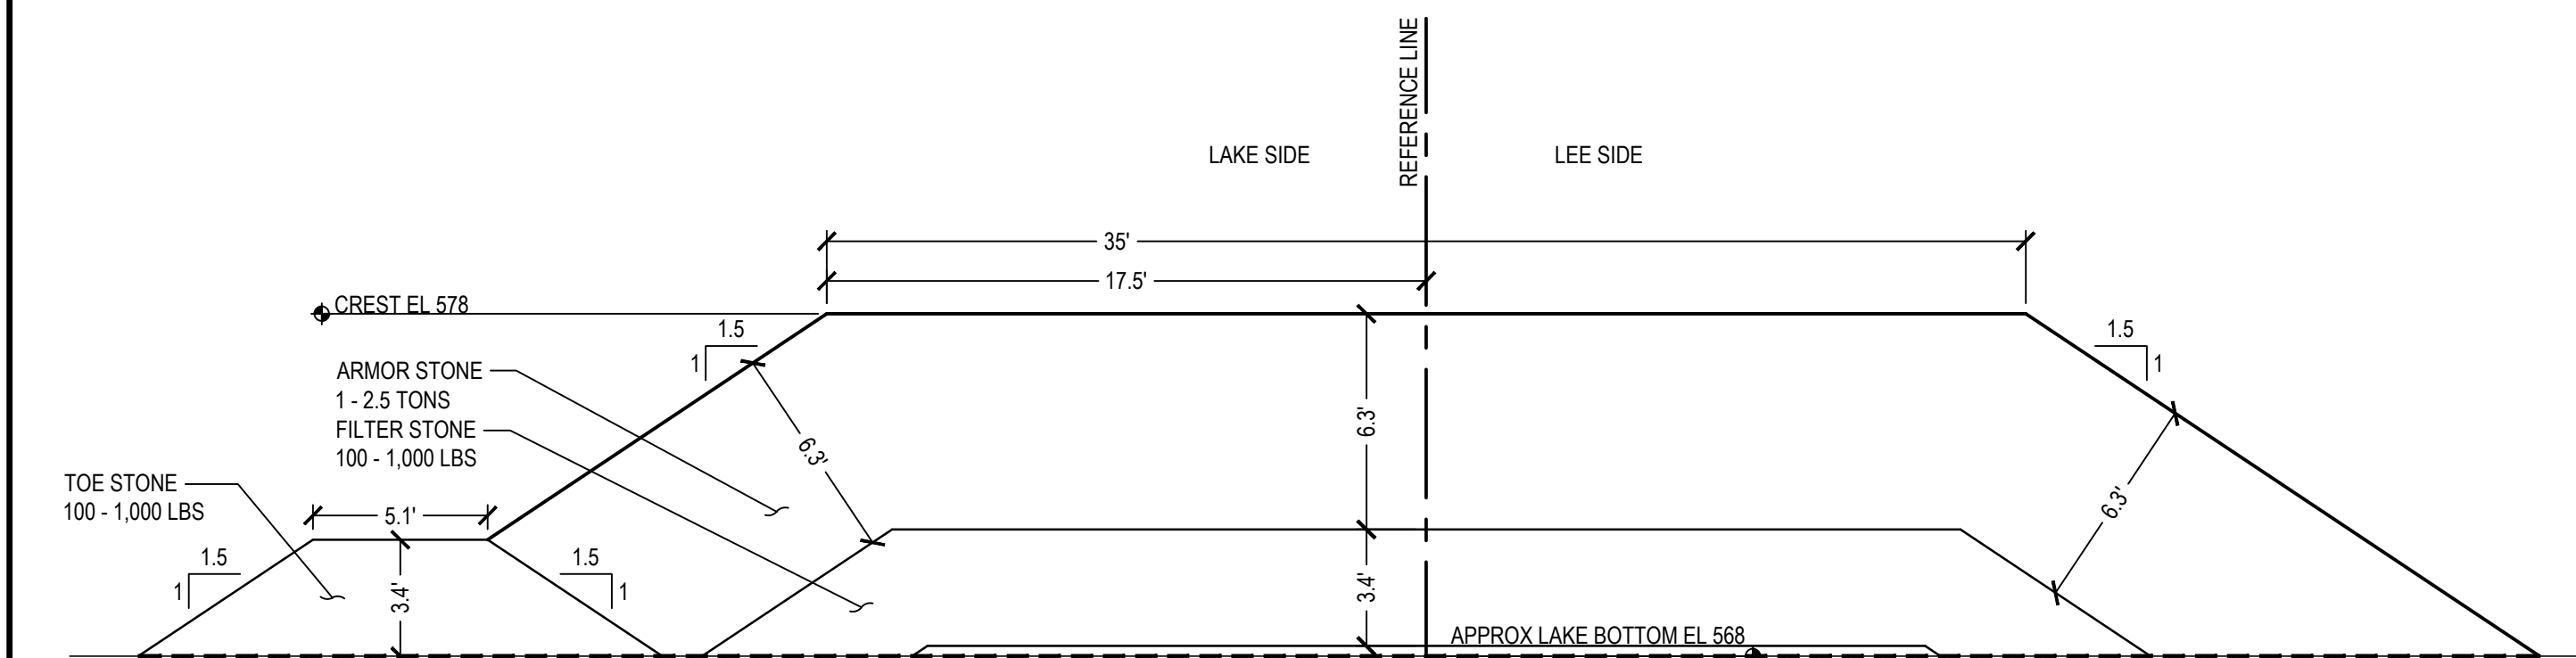 REFERENCE LINE
LAKE SIDE
LEE SIDE
35'
17.5'
CREST EL 578
1.5
1
1.5
1
ARMOR STONE
1 - 2.5 TONS
FILTER STONE
100 - 1,000 LBS
6.3'
6.3'
6.3'
TOE STONE
100 - 1,000 LBS
5.1'
1.5
1
1.5
1
3.4'
3.4'
APPROX LAKE BOTTOM EL 568